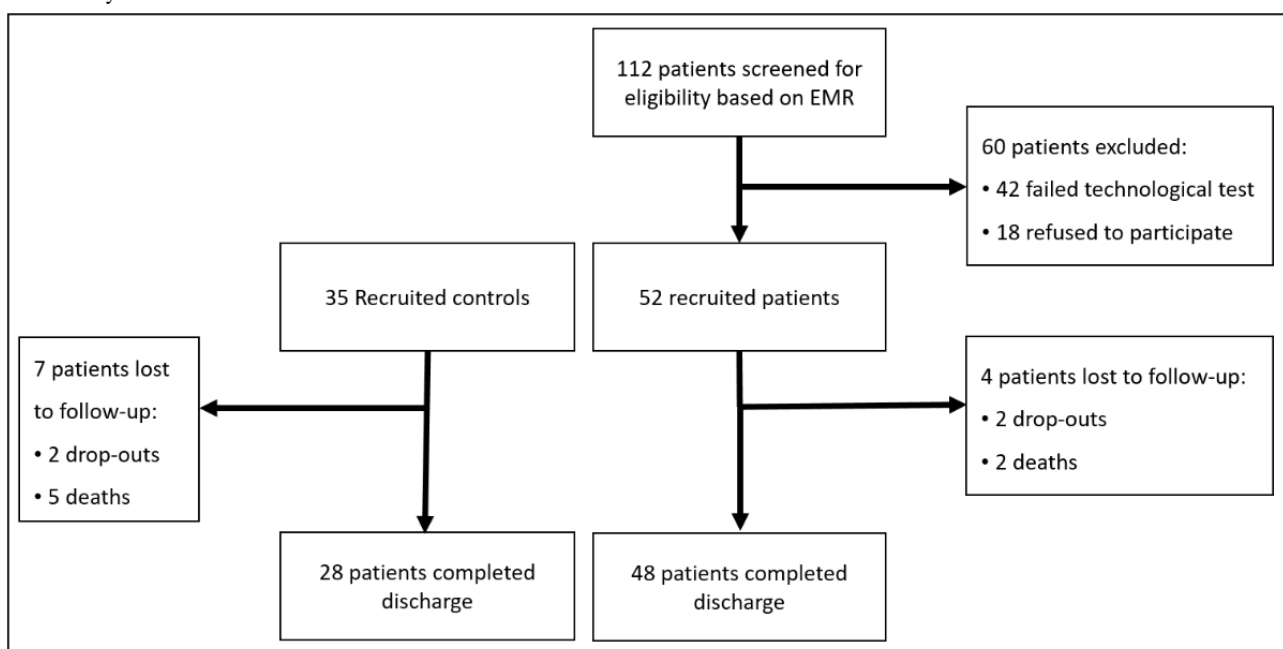 112 patients screened for
eligibility based on EMR
60 patients excluded:
• 42 failed technological test
• 18 refused to participate
35 Recruited controls
52 recruited patients
7 patients lost
to follow-up:
• 2 drop-outs
• 5 deaths
4 patients lost to follow-up:
• 2 drop-outs
• 2 deaths
28 patients completed
discharge
48 patients completed
discharge